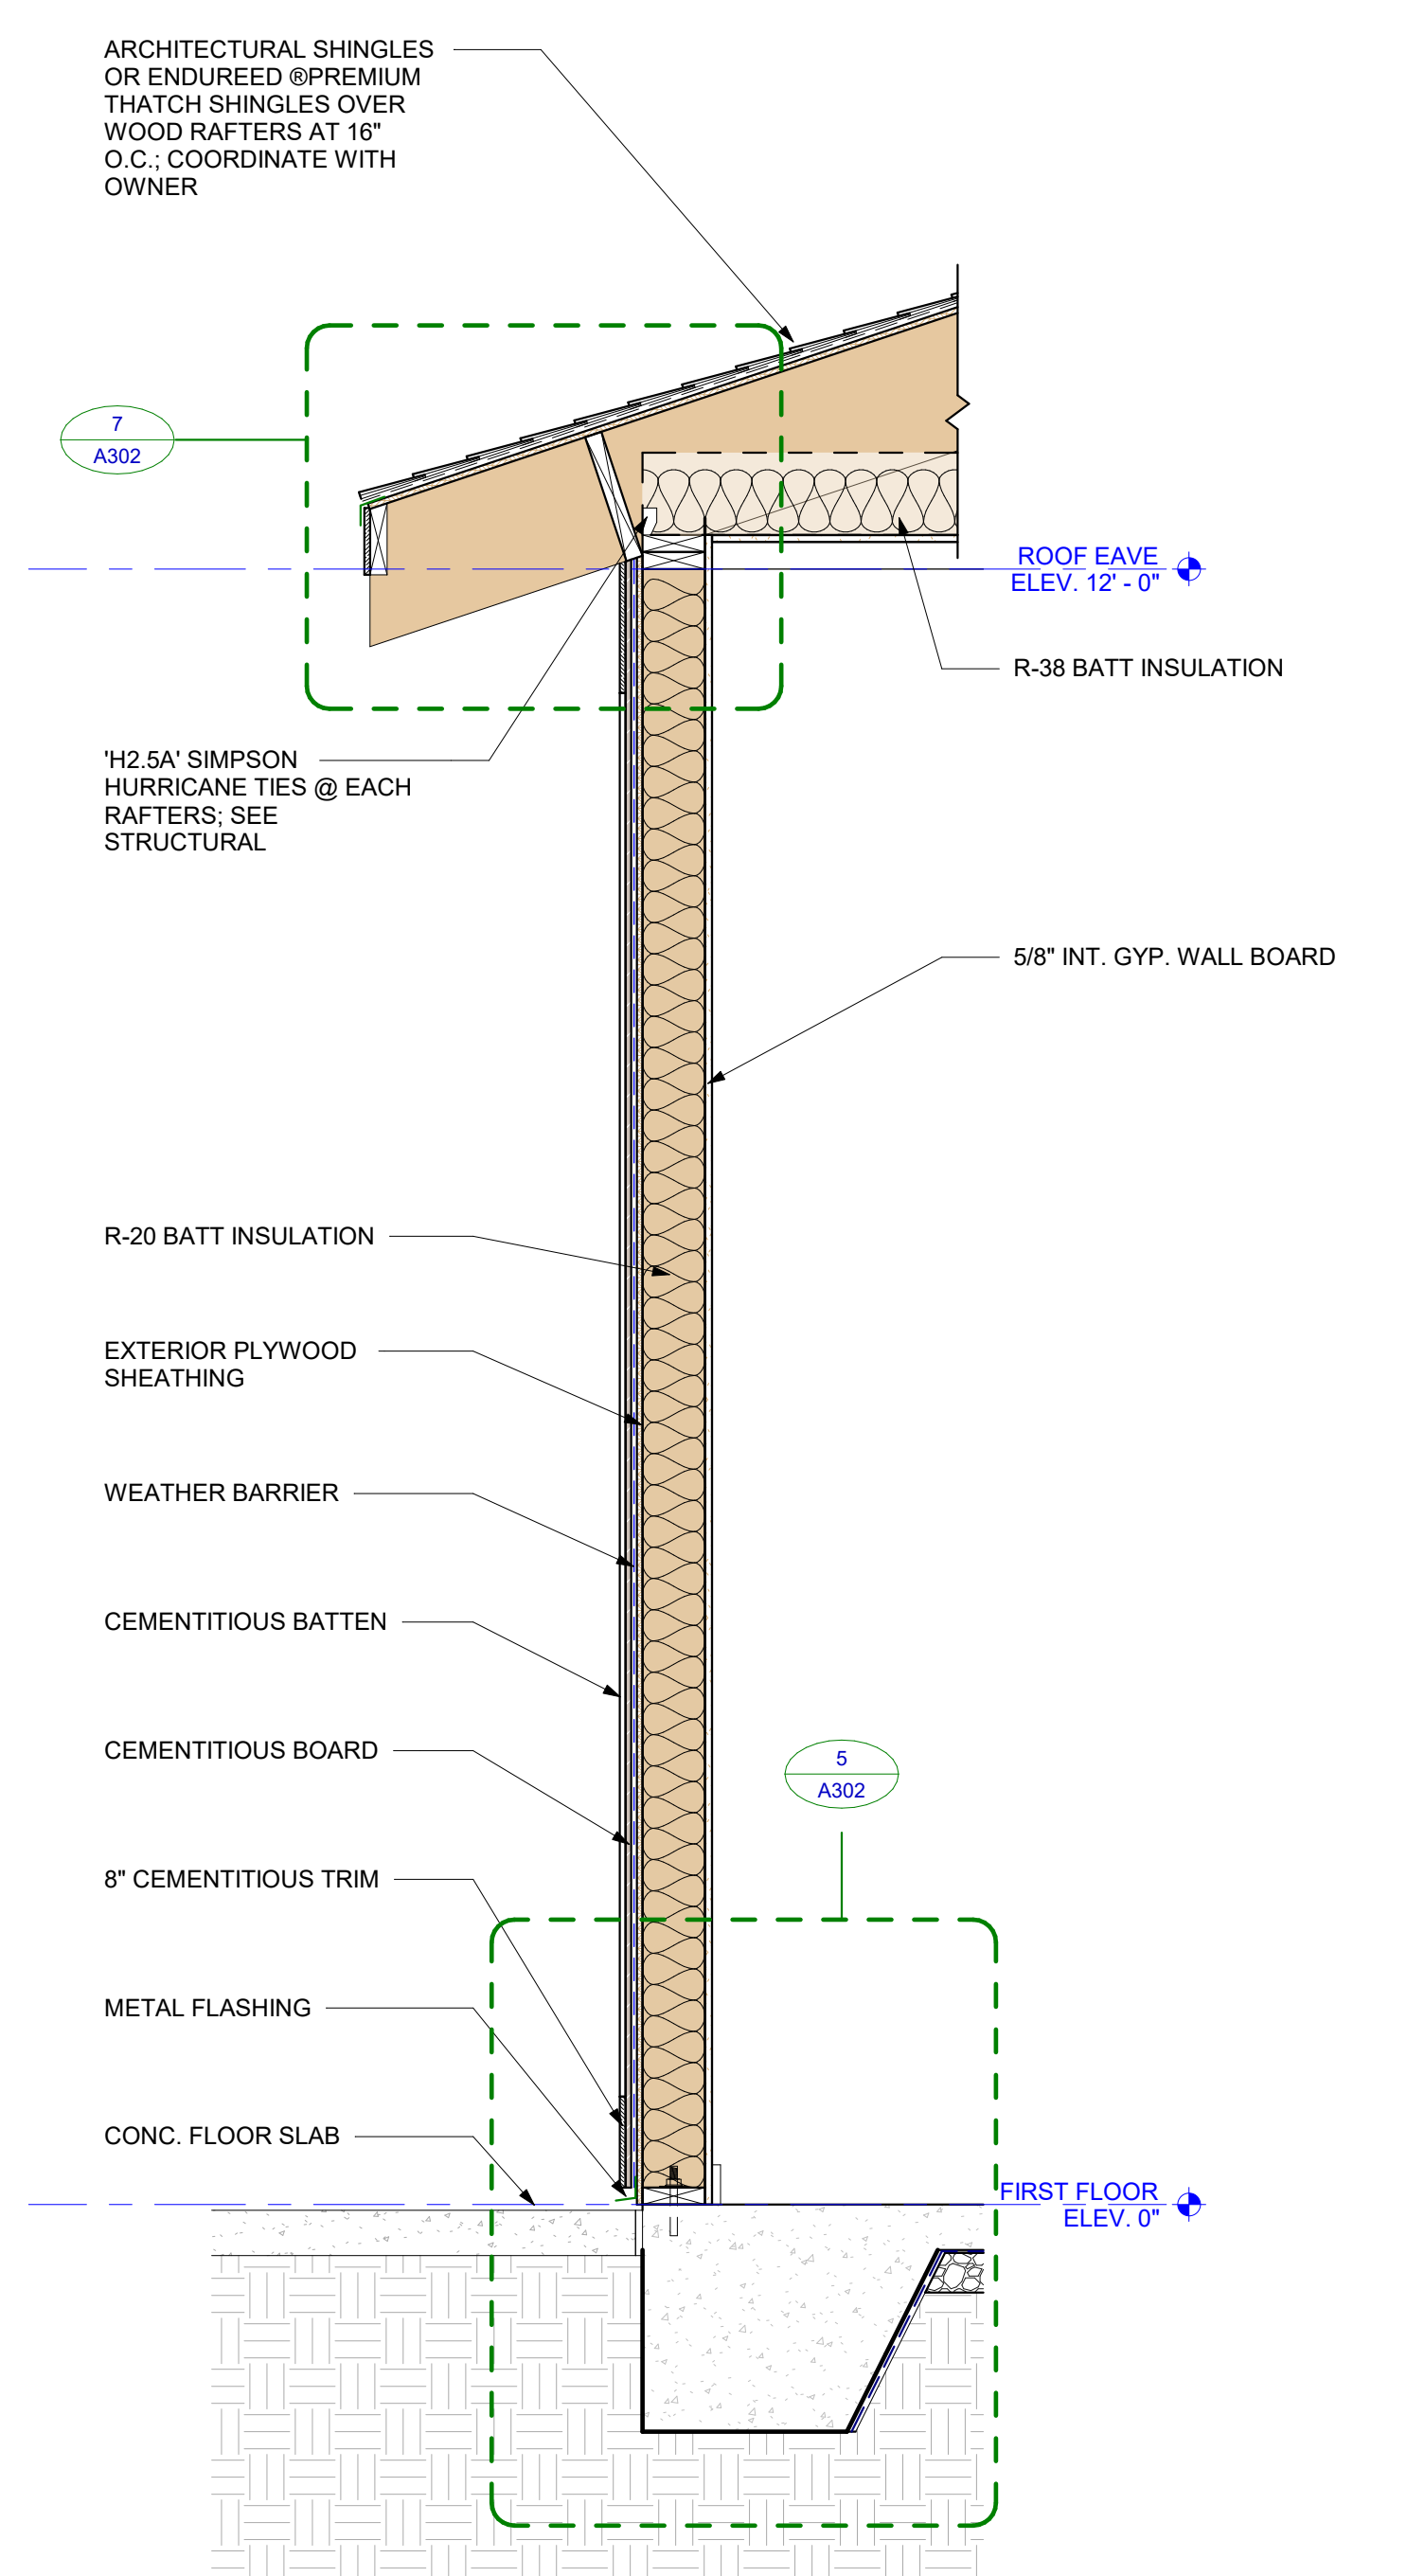 ARCHITECTURAL SHINGLES
OR ENDUREED ®PREMIUM
THATCH SHINGLES OVER
WOOD RAFTERS AT 16"
O.C.; COORDINATE WITH
OWNER
7
A302
ROOF EAVE
ELEV. 12' - 0"
R-38 BATT INSULATION
'H2.5A' SIMPSON
HURRICANE TIES @ EACH
RAFTERS; SEE
STRUCTURAL
5/8" INT. GYP. WALL BOARD
R-20 BATT INSULATION
EXTERIOR PLYWOOD
SHEATHING
WEATHER BARRIER
CEMENTITIOUS BATTEN
CEMENTITIOUS BOARD
5
A302
8" CEMENTITIOUS TRIM
METAL FLASHING
CONC. FLOOR SLAB
FIRST FLOOR
ELEV. 0"